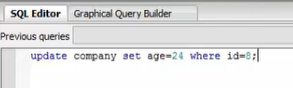 SQL Editor Graphical Query Builder
Previous queries
update company set age=24 where id=8;